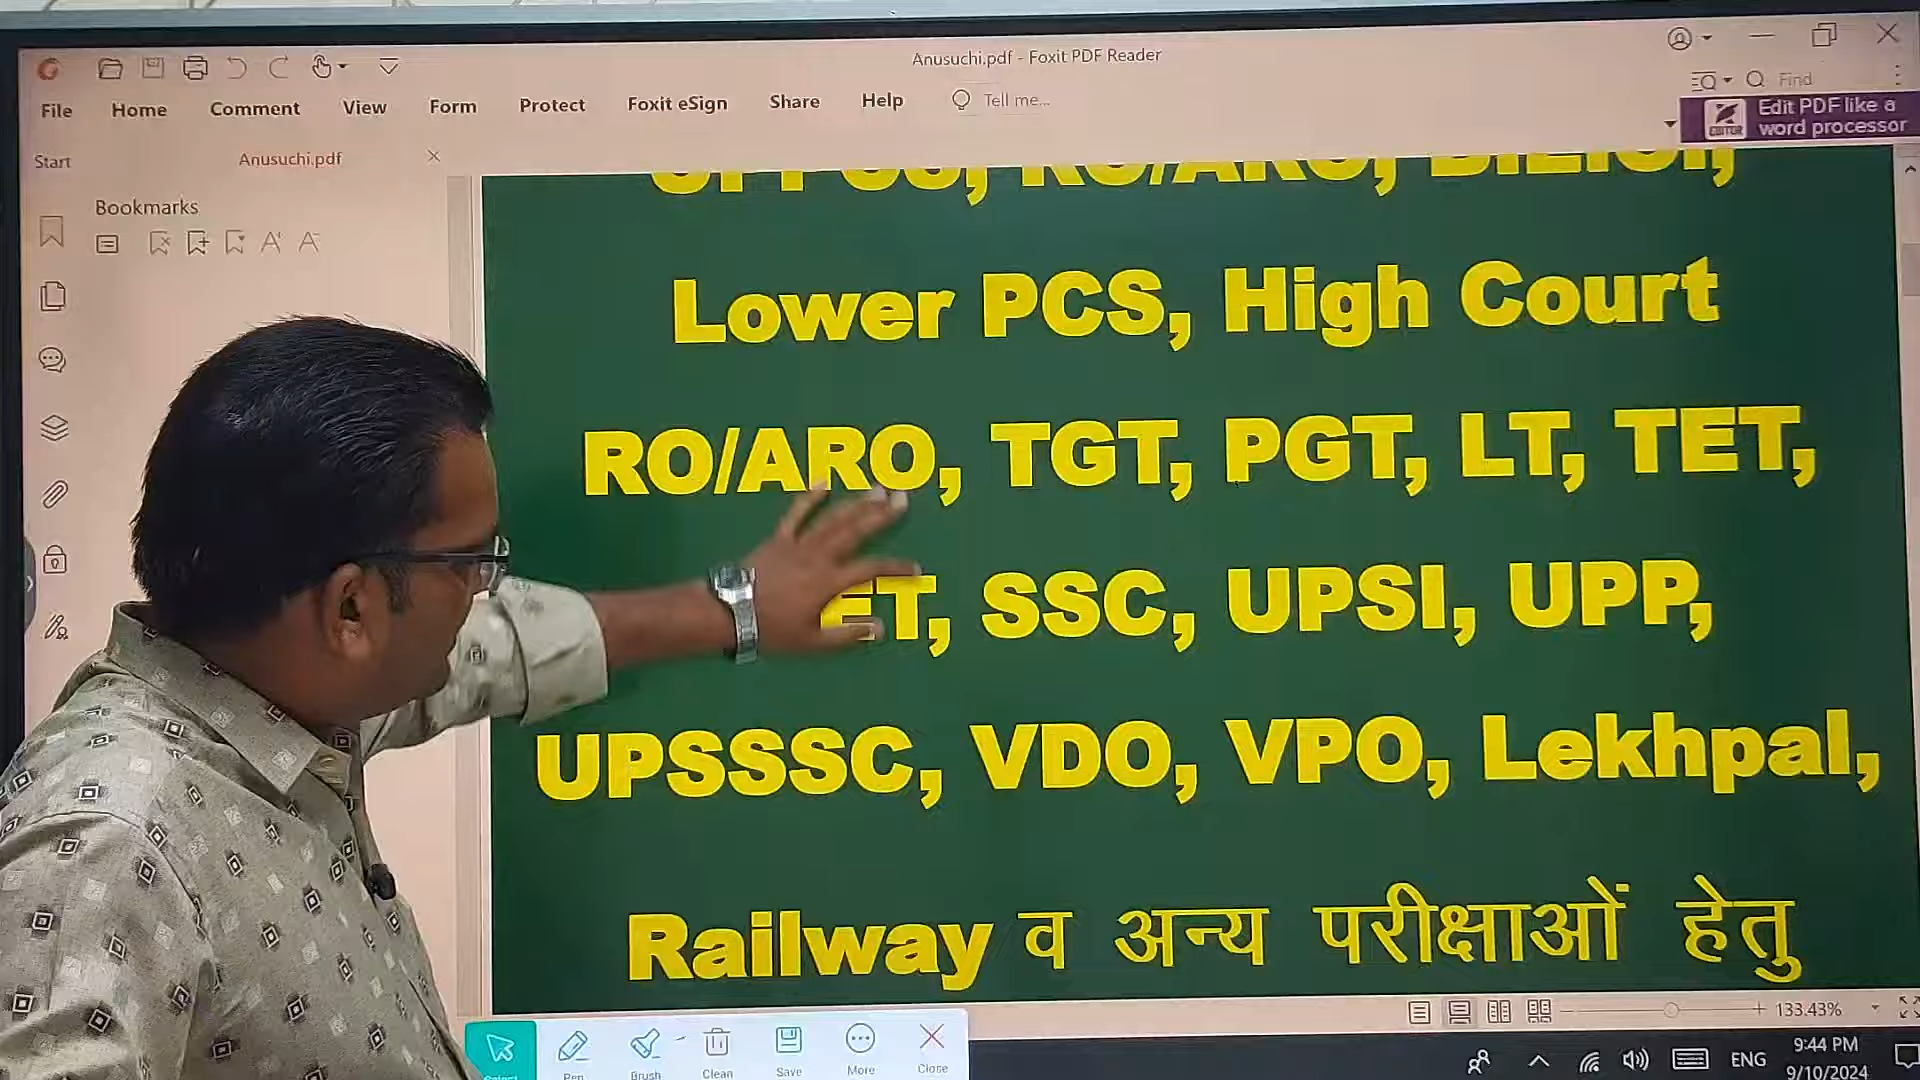 Anusuchi.pdf - Foxit PDF Reader
Find
File Home Comment View Form Protect Foxit eSign Share Help Tell me...
Edit PDF like a
word processor
EDITOR
Start Anusuchi.pdf
Bookmarks
Lower PCS, High Court
RO/ARO, TGT, PGT, LT, TET,
ET, SSC, UPSI, UPP,
UPSSSC, VDO, VPO, Lekhpal,
Railway व अन्य परीक्षाओं हेतु
133.43%
Select Pen Brush Clean Save More Close
ENG
9:44 PM
9/10/2024